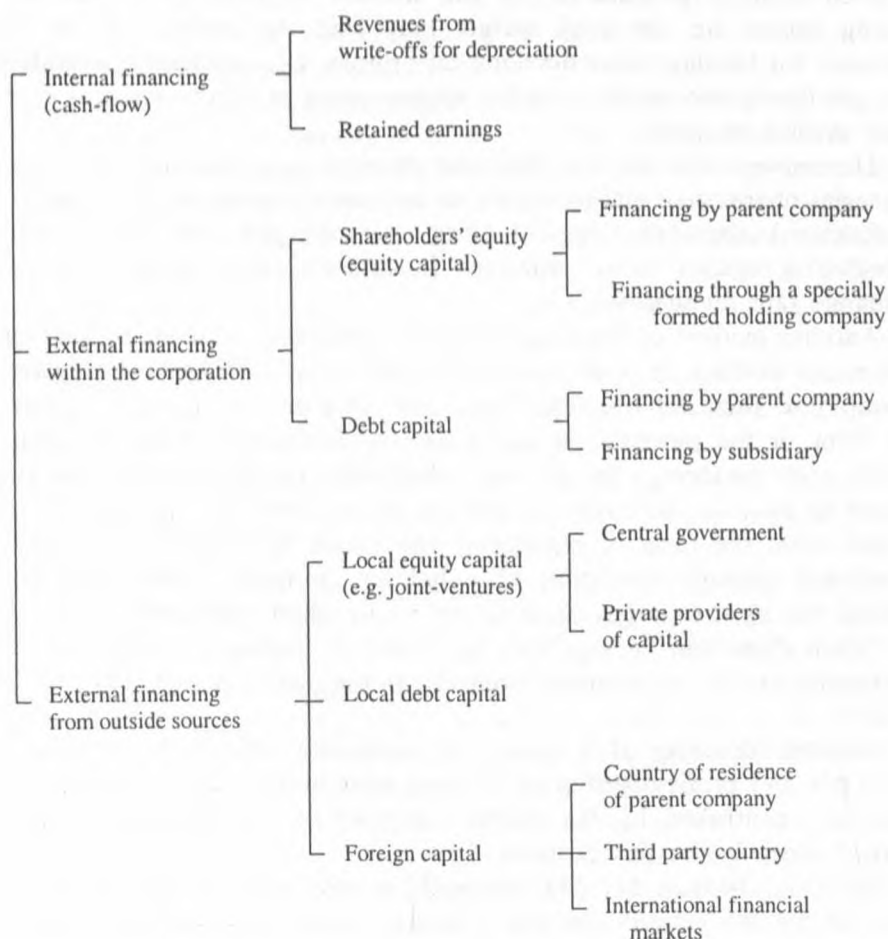 Revenues from
write-offs for depreciation
Internal financing
(cash-flow)
Retained earnings
Financing by parent company
Shareholders' equity
(equity capital)
Financing through a specially
formed holding company
External financing
within the corporation
Financing by parent company
Debt capital
Financing by subsidiary
Central government
Local equity capital
(e.g. joint-ventures)
Private providers
of capital
External financing
from outside sources
Local debt capital
Country of residence
of parent company
Foreign capital
Third party country
International financial
markets